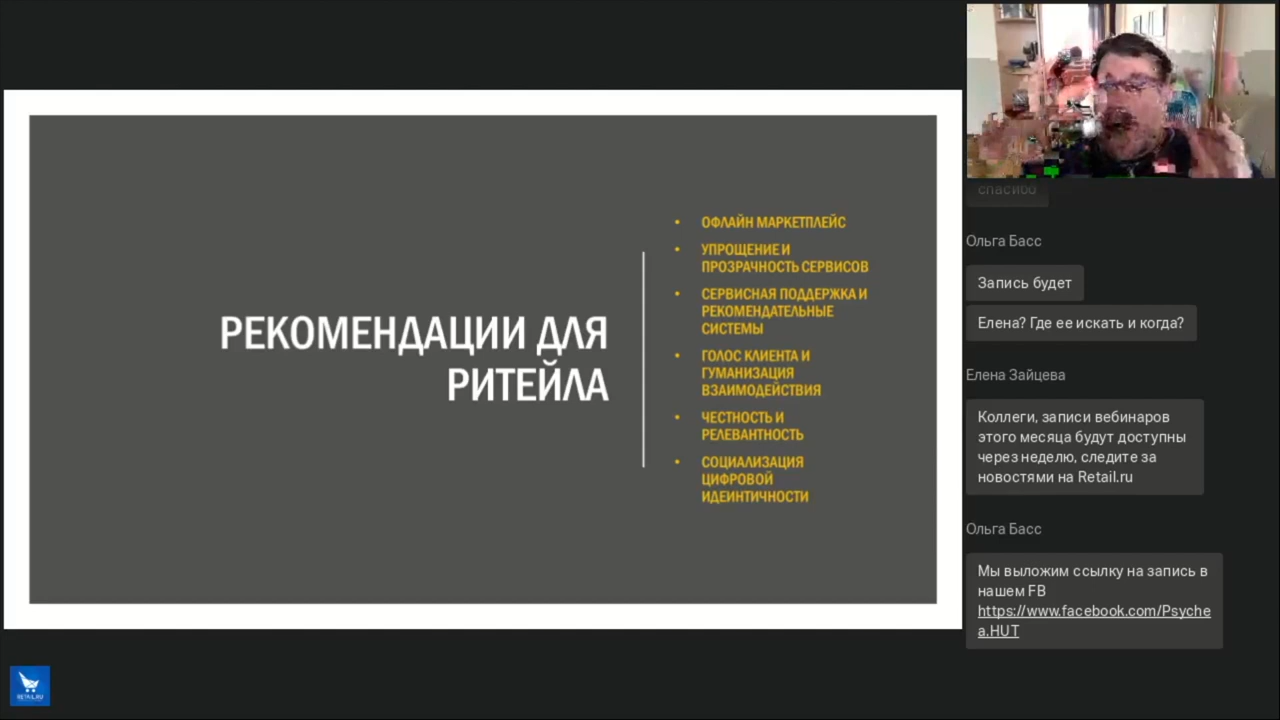 РЕКОМЕНДАЦИИ ДЛЯ
РИТЕЙЛА
• ОФЛАЙН МАРКЕТПЛЕЙС
• УПРОЩЕНИЕ И
ПРОЗРАЧНОСТЬ СЕРВИСОВ
• СЕРВИСНАЯ ПОДДЕРЖКА И
РЕКОМЕНДАТЕЛЬНЫЕ
СИСТЕМЫ
• ГОЛОС КЛИЕНТА И
ГУМАНИЗАЦИЯ
ВЗАИМОДЕЙСТВИЯ
• ЧЕСТНОСТЬ И
РЕЛЕВАНТНОСТЬ
• СОЦИАЛИЗАЦИЯ
ЦИФРОВОЙ
ИДЕИНТИЧНОСТИ
спасибо
Ольга Басс
Запись будет
Елена? Где ее искать и когда?
Елена Зайцева
Коллеги, записи вебинаров
этого месяца будут доступны
через неделю, следите за
новостями на Retail.ru
Ольга Басс
Мы выложим ссылку на запись в
нашем FB
https://www.facebook.com/Psyche
a.HUT
RETAIL.RU